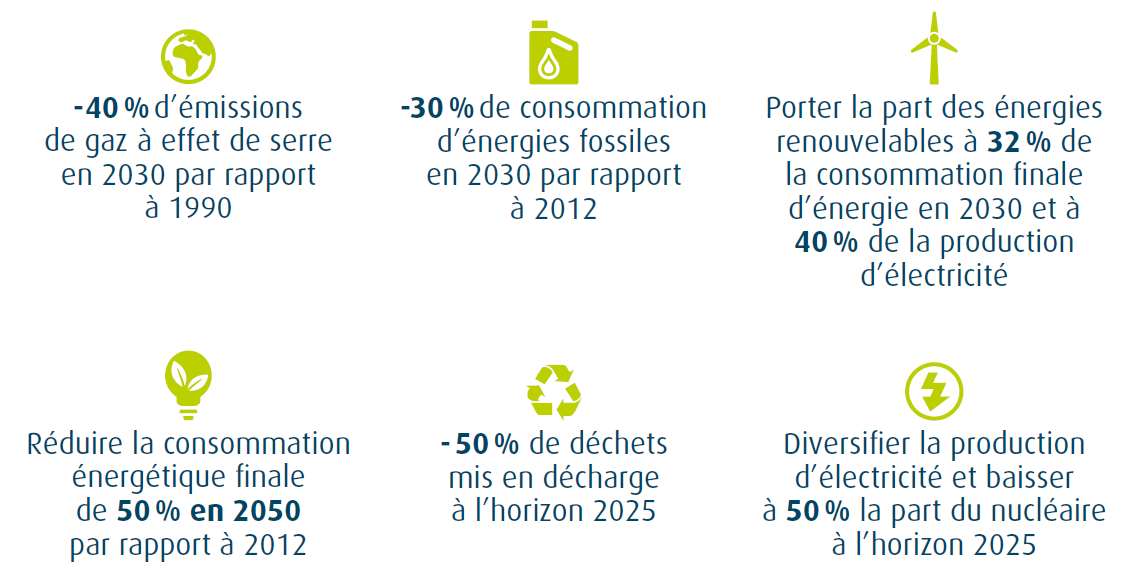 -40 % d'émissions
de gaz à effet de serre
en 2030 par rapport
à 1990
-30 % de consommation
d'énergies fossiles
en 2030 par rapport
à 2012
Porter la part des énergies
renouvelables à 32 % de
la consommation finale
d'énergie en 2030 et à
40 % de la production
d'électricité
Réduire la consommation
énergétique finale
de 50 % en 2050
par rapport à 2012
- 50 % de déchets
mis en décharge
à l'horizon 2025
Diversifier la production
d'électricité et baisser
à 50 % la part du nucléaire
à l'horizon 2025